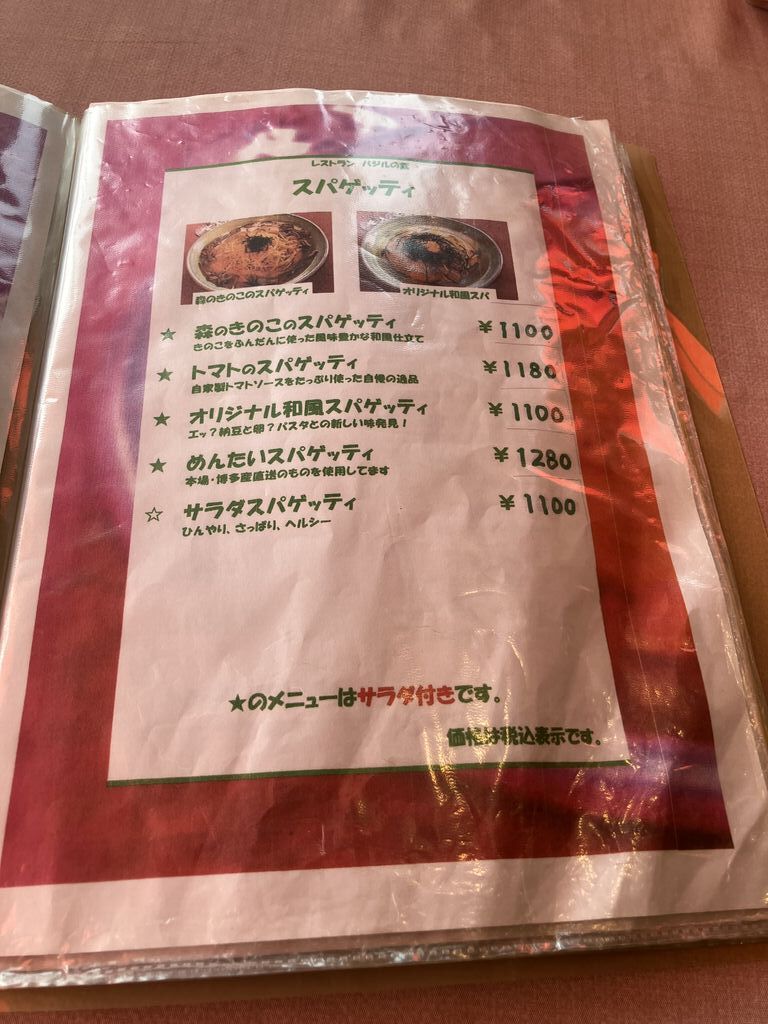 レストラン バジルの
スパゲッティ
森のきのこのスパゲッティ
オリジナル和風スパ
★ 森のきのこのスパゲッティ ￥1100
きのこをふんだんに使った風味豊かな和風仕立て
★ トマトのスパゲッティ ￥1180
自家製トマトソースをたっぷり使った自慢の逸品
★ オリジナル和風スパゲッティ ￥1100
エッ？納豆と卵？パスタとの新しい味発見！
★ めんたいスパゲッティ ￥1280
本場・博多産直送のものを使用してます
☆ サラダスパゲッティ ￥1100
ひんやり、さっぱり、ヘルシー
★のメニューはサラダ付きです。
価格は税込表示です。